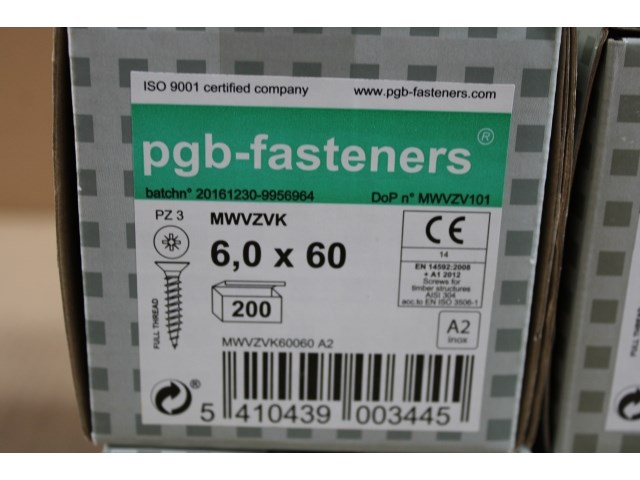 ISO 9001 certified company
www.pgb-fasteners.com
pgb-fasteners®
batchn° 20161230-9956964
DoP n° MWVZV101
PZ 3
MWVZVK
6,0 x 60
FULL THREAD
200
CE
14
EN 14592:2008
+ A1 2012
Screws for
timber structures
AISI 304
acc.to EN ISO 3506-1
A2
inox
MWVZVK60060 A2
5 410439 003445